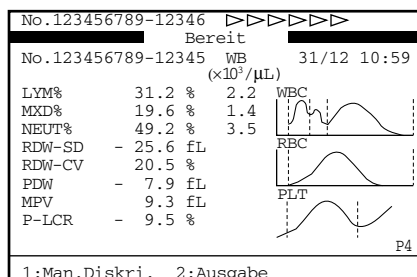 No.123456789-12346 ▷▷▷▷▷▷
Bereit
No.123456789-12345 WB 31/12 10:59
(×10³/µL)
LYM% 31.2 % 2.2 WBC
MXD% 19.6 % 1.4
NEUT% 49.2 % 3.5
RDW-SD - 25.6 fL RBC
RDW-CV 20.5 %
PDW - 7.9 fL
MPV 9.3 fL PLT
P-LCR - 9.5 %
P4
1:Man.Diskri. 2:Ausgabe